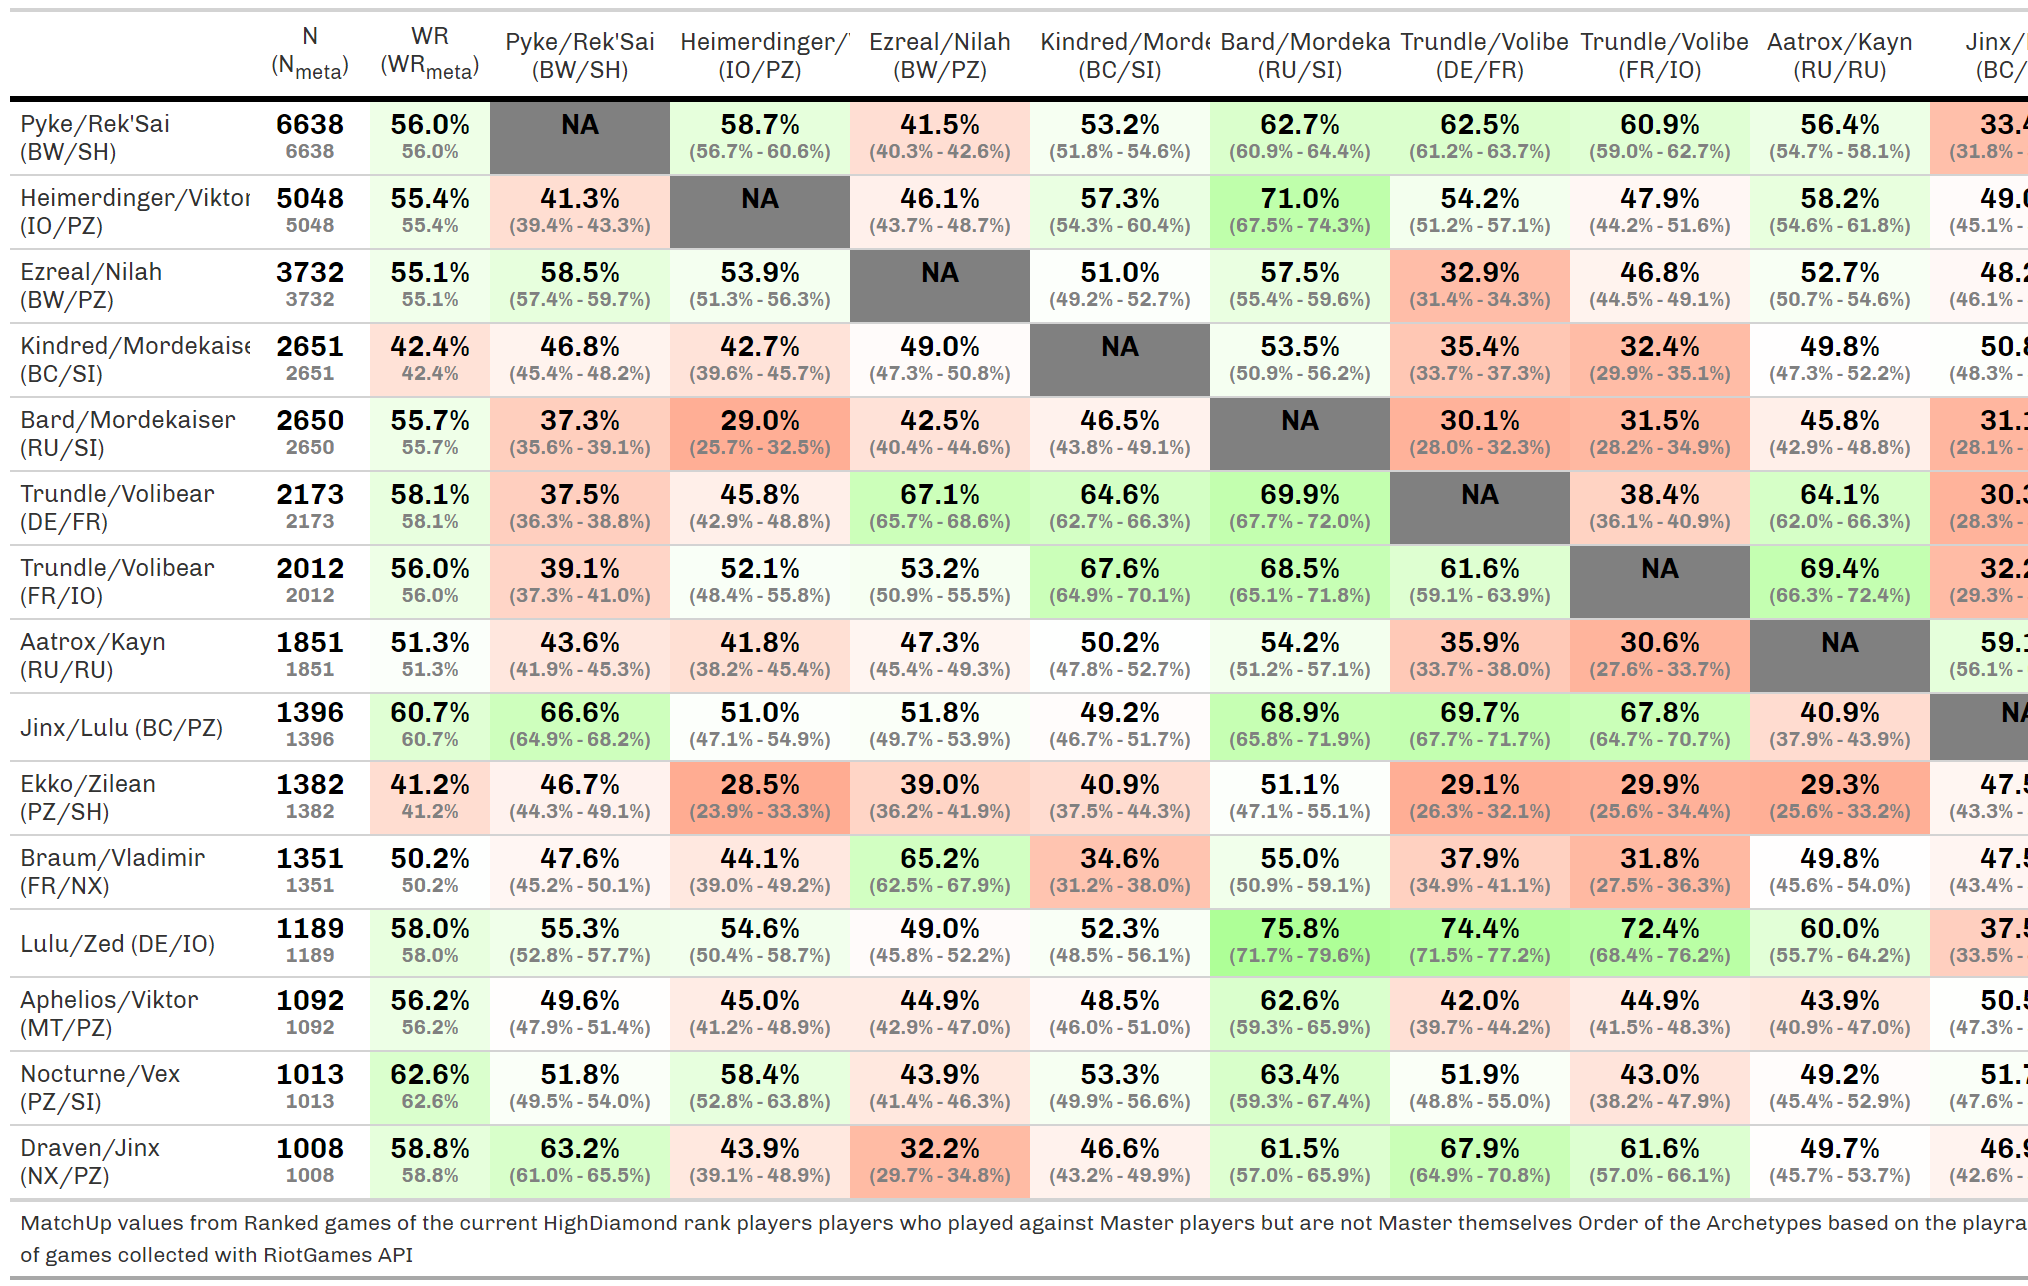 N WR Pyke/Rek'Sai Heimerdinger/ Ezreal/Nilah Kindred/Morde Bard/Mordeka Trundle/Volibe Trundle/Volibe Aatrox/Kayn Jinx/
(Nmeta) (WRmeta) (BW/SH) (IO/PZ) (BW/PZ) (BC/SI) (RU/SI) (DE/FR) (FR/IO) (RU/RU) (BC/
Pyke/Rek'Sai 6638 56.0% NA 58.7% 41.5% 53.2% 62.7% 62.5% 60.9% 56.4% 33.4
(BW/SH) 6638 56.0% (56.7% - 60.6%) (40.3% - 42.6%) (51.8% - 54.6%) (60.9% - 64.4%) (61.2% - 63.7%) (59.0% - 62.7%) (54.7% - 58.1%) (31.8% -
Heimerdinger/Viktor 5048 55.4% 41.3% NA 46.1% 57.3% 71.0% 54.2% 47.9% 58.2% 49.0
(IO/PZ) 5048 55.4% (39.4% - 43.3%) (43.7% - 48.7%) (54.3% - 60.4%) (67.5% - 74.3%) (51.2% - 57.1%) (44.2% - 51.6%) (54.6% - 61.8%) (45.1% -
Ezreal/Nilah 3732 55.1% 58.5% 53.9% NA 51.0% 57.5% 32.9% 46.8% 52.7% 48.2
(BW/PZ) 3732 55.1% (57.4% - 59.7%) (51.3% - 56.3%) (49.2% - 52.7%) (55.4% - 59.6%) (31.4% - 34.3%) (44.5% - 49.1%) (50.7% - 54.6%) (46.1% -
Kindred/Mordekaise 2651 42.4% 46.8% 42.7% 49.0% NA 53.5% 35.4% 32.4% 49.8% 50.8
(BC/SI) 2651 42.4% (45.4% - 48.2%) (39.6% - 45.7%) (47.3% - 50.8%) (50.9% - 56.2%) (33.7% - 37.3%) (29.9% - 35.1%) (47.3% - 52.2%) (48.3% -
Bard/Mordekaiser 2650 55.7% 37.3% 29.0% 42.5% 46.5% NA 30.1% 31.5% 45.8% 31.1
(RU/SI) 2650 55.7% (35.6% - 39.1%) (25.7% - 32.5%) (40.4% - 44.6%) (43.8% - 49.1%) (28.0% - 32.3%) (28.2% - 34.9%) (42.9% - 48.8%) (28.1% -
Trundle/Volibear 2173 58.1% 37.5% 45.8% 67.1% 64.6% 69.9% NA 38.4% 64.1% 30.3
(DE/FR) 2173 58.1% (36.3% - 38.8%) (42.9% - 48.8%) (65.7% - 68.6%) (62.7% - 66.3%) (67.7% - 72.0%) (36.1% - 40.9%) (62.0% - 66.3%) (28.3% -
Trundle/Volibear 2012 56.0% 39.1% 52.1% 53.2% 67.6% 68.5% 61.6% NA 69.4% 32.2
(FR/IO) 2012 56.0% (37.3% - 41.0%) (48.4% - 55.8%) (50.9% - 55.5%) (64.9% - 70.1%) (65.1% - 71.8%) (59.1% - 63.9%) (66.3% - 72.4%) (29.3% -
Aatrox/Kayn 1851 51.3% 43.6% 41.8% 47.3% 50.2% 54.2% 35.9% 30.6% NA 59.1
(RU/RU) 1851 51.3% (41.9% - 45.3%) (38.2% - 45.4%) (45.4% - 49.3%) (47.8% - 52.7%) (51.2% - 57.1%) (33.7% - 38.0%) (27.6% - 33.7%) (56.1% -
Jinx/Lulu (BC/PZ) 1396 60.7% 66.6% 51.0% 51.8% 49.2% 68.9% 69.7% 67.8% 40.9% NA
1396 60.7% (64.9% - 68.2%) (47.1% - 54.9%) (49.7% - 53.9%) (46.7% - 51.7%) (65.8% - 71.9%) (67.7% - 71.7%) (64.7% - 70.7%) (37.9% - 43.9%)
Ekko/Zilean 1382 41.2% 46.7% 28.5% 39.0% 40.9% 51.1% 29.1% 29.9% 29.3% 47.5
(PZ/SH) 1382 41.2% (44.3% - 49.1%) (23.9% - 33.3%) (36.2% - 41.9%) (37.5% - 44.3%) (47.1% - 55.1%) (26.3% - 32.1%) (25.6% - 34.4%) (25.6% - 33.2%) (43.3% -
Braum/Vladimir 1351 50.2% 47.6% 44.1% 65.2% 34.6% 55.0% 37.9% 31.8% 49.8% 47.5
(FR/NX) 1351 50.2% (45.2% - 50.1%) (39.0% - 49.2%) (62.5% - 67.9%) (31.2% - 38.0%) (50.9% - 59.1%) (34.9% - 41.1%) (27.5% - 36.3%) (45.6% - 54.0%) (43.4% -
Lulu/Zed (DE/IO) 1189 58.0% 55.3% 54.6% 49.0% 52.3% 75.8% 74.4% 72.4% 60.0% 37.5
1189 58.0% (52.8% - 57.7%) (50.4% - 58.7%) (45.8% - 52.2%) (48.5% - 56.1%) (71.7% - 79.6%) (71.5% - 77.2%) (68.4% - 76.2%) (55.7% - 64.2%) (33.5% -
Aphelios/Viktor 1092 56.2% 49.6% 45.0% 44.9% 48.5% 62.6% 42.0% 44.9% 43.9% 50.5
(MT/PZ) 1092 56.2% (47.9% - 51.4%) (41.2% - 48.9%) (42.9% - 47.0%) (46.0% - 51.0%) (59.3% - 65.9%) (39.7% - 44.2%) (41.5% - 48.3%) (40.9% - 47.0%) (47.3% -
Nocturne/Vex 1013 62.6% 51.8% 58.4% 43.9% 53.3% 63.4% 51.9% 43.0% 49.2% 51.7
(PZ/SI) 1013 62.6% (49.5% - 54.0%) (52.8% - 63.8%) (41.4% - 46.3%) (49.9% - 56.6%) (59.3% - 67.4%) (48.8% - 55.0%) (38.2% - 47.9%) (45.4% - 52.9%) (47.6% -
Draven/Jinx 1008 58.8% 63.2% 43.9% 32.2% 46.6% 61.5% 67.9% 61.6% 49.7% 46.9
(NX/PZ) 1008 58.8% (61.0% - 65.5%) (39.1% - 48.9%) (29.7% - 34.8%) (43.2% - 49.9%) (57.0% - 65.9%) (64.9% - 70.8%) (57.0% - 66.1%) (45.7% - 53.7%) (42.6% -
MatchUp values from Ranked games of the current HighDiamond rank players players who played against Master players but are not Master themselves Order of the Archetypes based on the playra
of games collected with RiotGames API